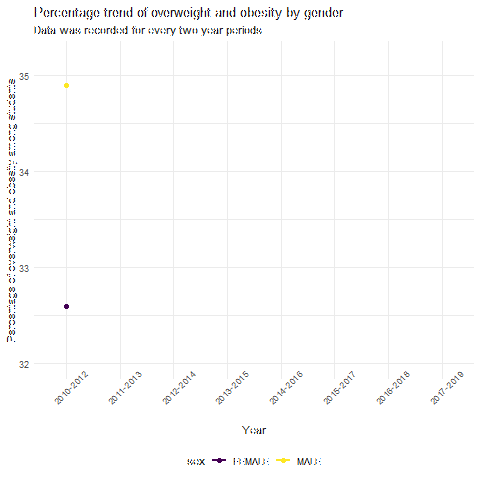 Percentage trend of overweight and obesity by gender
Data was recorded for every two year periods
Percentage of overweight and obesity among students
35
34
33
32
2010-2012
2011-2013
2012-2014
2013-2015
2014-2016
2015-2017
2016-2018
2017-2019
Year
sex FEMALE MALE